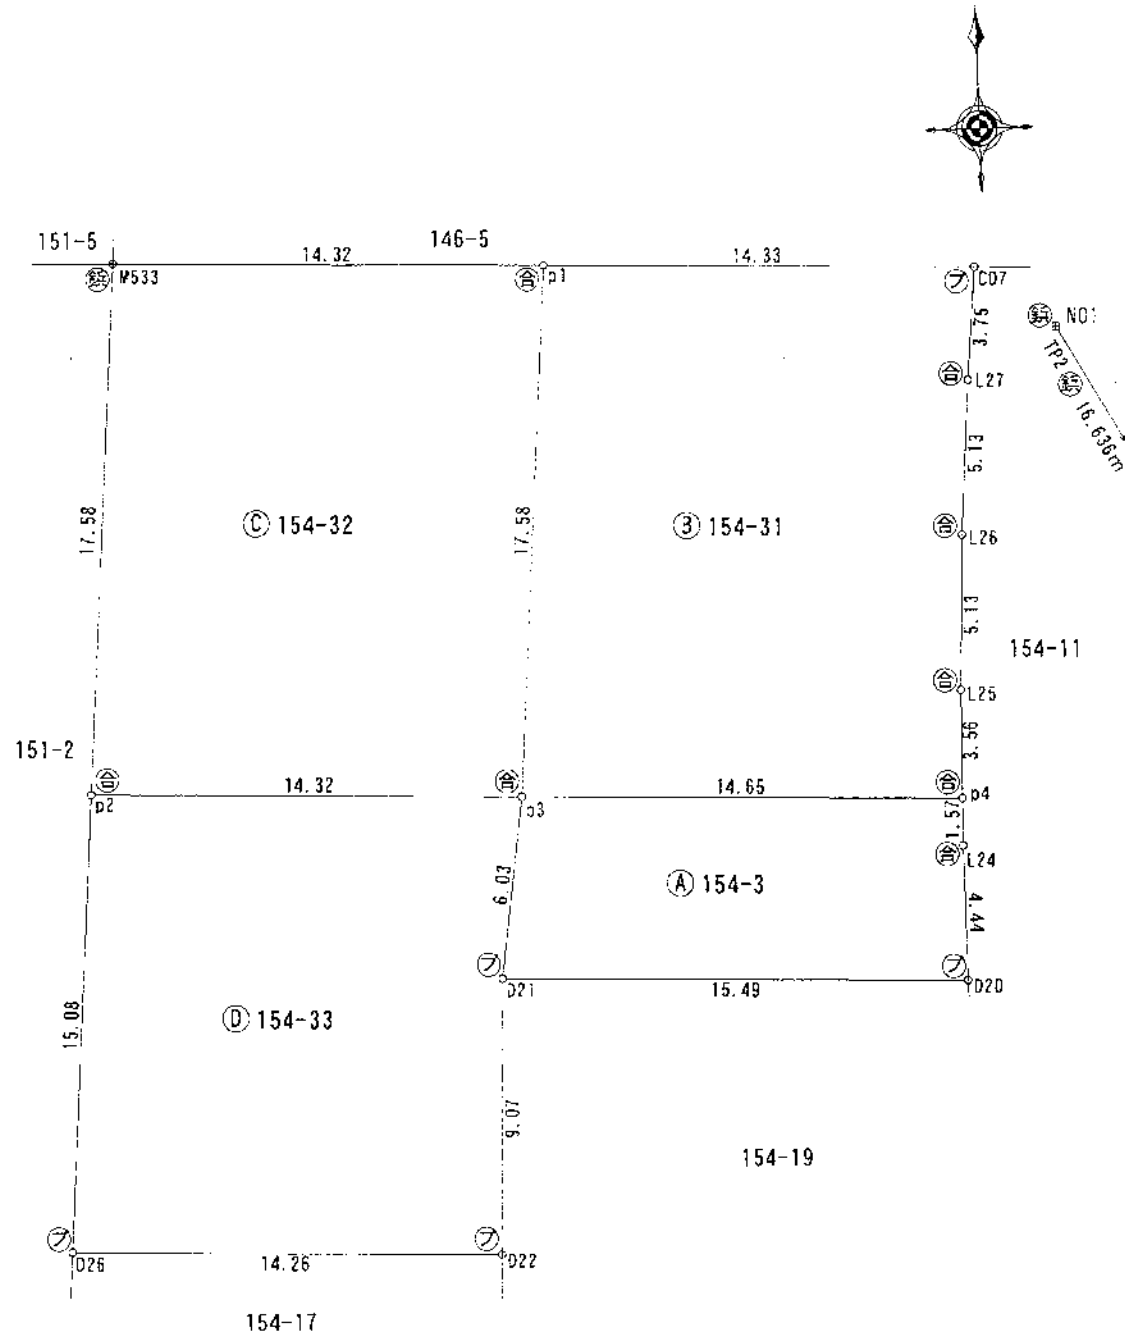 151-5
146-5
14.32
14.33
鋲 M533
合 p1
プ C07
3.75
鋲 NO1
TP2 鋲 16.636m
合 L27
5.13
17.58
Ⓒ 154-32
17.58
Ⓑ 154-31
合 L26
5.13
154-11
合 L25
3.56
151-2
合 p2
14.32
合 p3
14.65
合 p4
1.57
合 L24
6.03
Ⓐ 154-3
4.44
プ D21
15.49
プ D20
15.08
Ⓓ 154-33
9.07
154-19
プ D26
14.26
プ D22
154-17